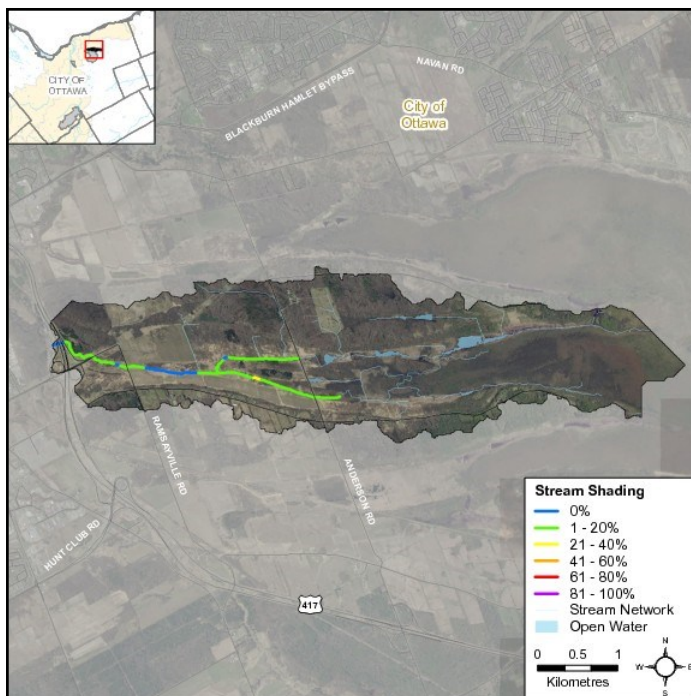 CITY OF
OTTAWA
NAVAN RD
BLACKBURN HAMLET BYPASS
City of
Ottawa
RAMSAYVILLE RD
ANDERSON RD
HUNT CLUB RD
417
Stream Shading
0%
1 - 20%
21 - 40%
41 - 60%
61 - 80%
81 - 100%
Stream Network
Open Water
0 0.5 1
Kilometres
N
W E
S